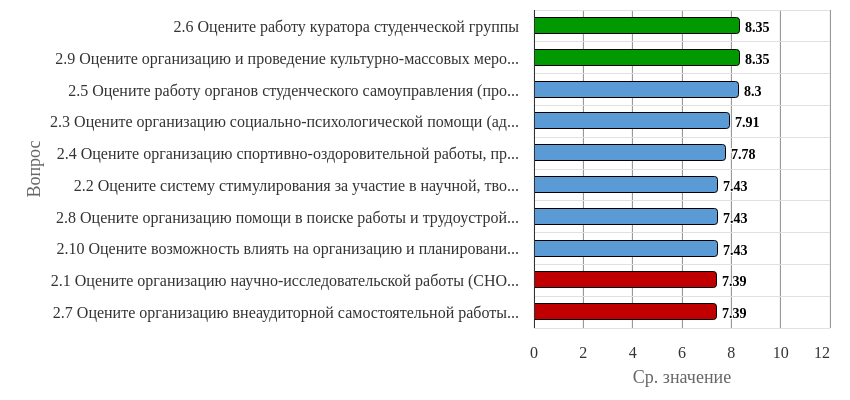 2.6 Оцените работу куратора студенческой группы
8.35
2.9 Оцените организацию и проведение культурно-массовых меро...
8.35
2.5 Оцените работу органов студенческого самоуправления (про...
8.3
2.3 Оцените организацию социально-психологической помощи (ад...
7.91
2.4 Оцените организацию спортивно-оздоровительной работы, пр...
7.78
2.2 Оцените систему стимулирования за участие в научной, тво...
7.43
2.8 Оцените организацию помощи в поиске работы и трудоустрой...
7.43
2.10 Оцените возможность влиять на организацию и планировани...
7.43
2.1 Оцените организацию научно-исследовательской работы (СНО...
7.39
2.7 Оцените организацию внеаудиторной самостоятельной работы...
7.39
Вопрос
0 2 4 6 8 10 12
Ср. значение